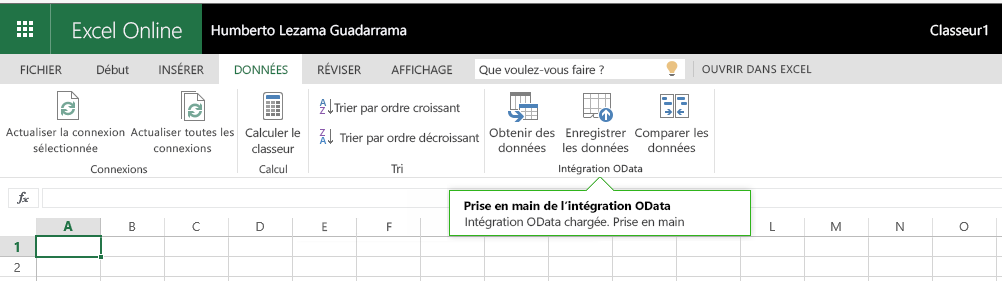 Excel Online Humberto Lezama Guadarrama Classeur1
FICHIER Début INSÉRER DONNÉES RÉVISER AFFICHAGE Que voulez-vous faire ? OUVRIR DANS EXCEL
Actualiser la connexion sélectionnée
Actualiser toutes les connexions
Connexions
Calculer le classeur
Calcul
A Z Trier par ordre croissant
Z A Trier par ordre décroissant
Tri
Obtenir des données
Enregistrer les données
Comparer les données
Intégration OData
fx
Prise en main de l'intégration OData
Intégration OData chargée. Prise en main
A B C D E F L M N O
1
2